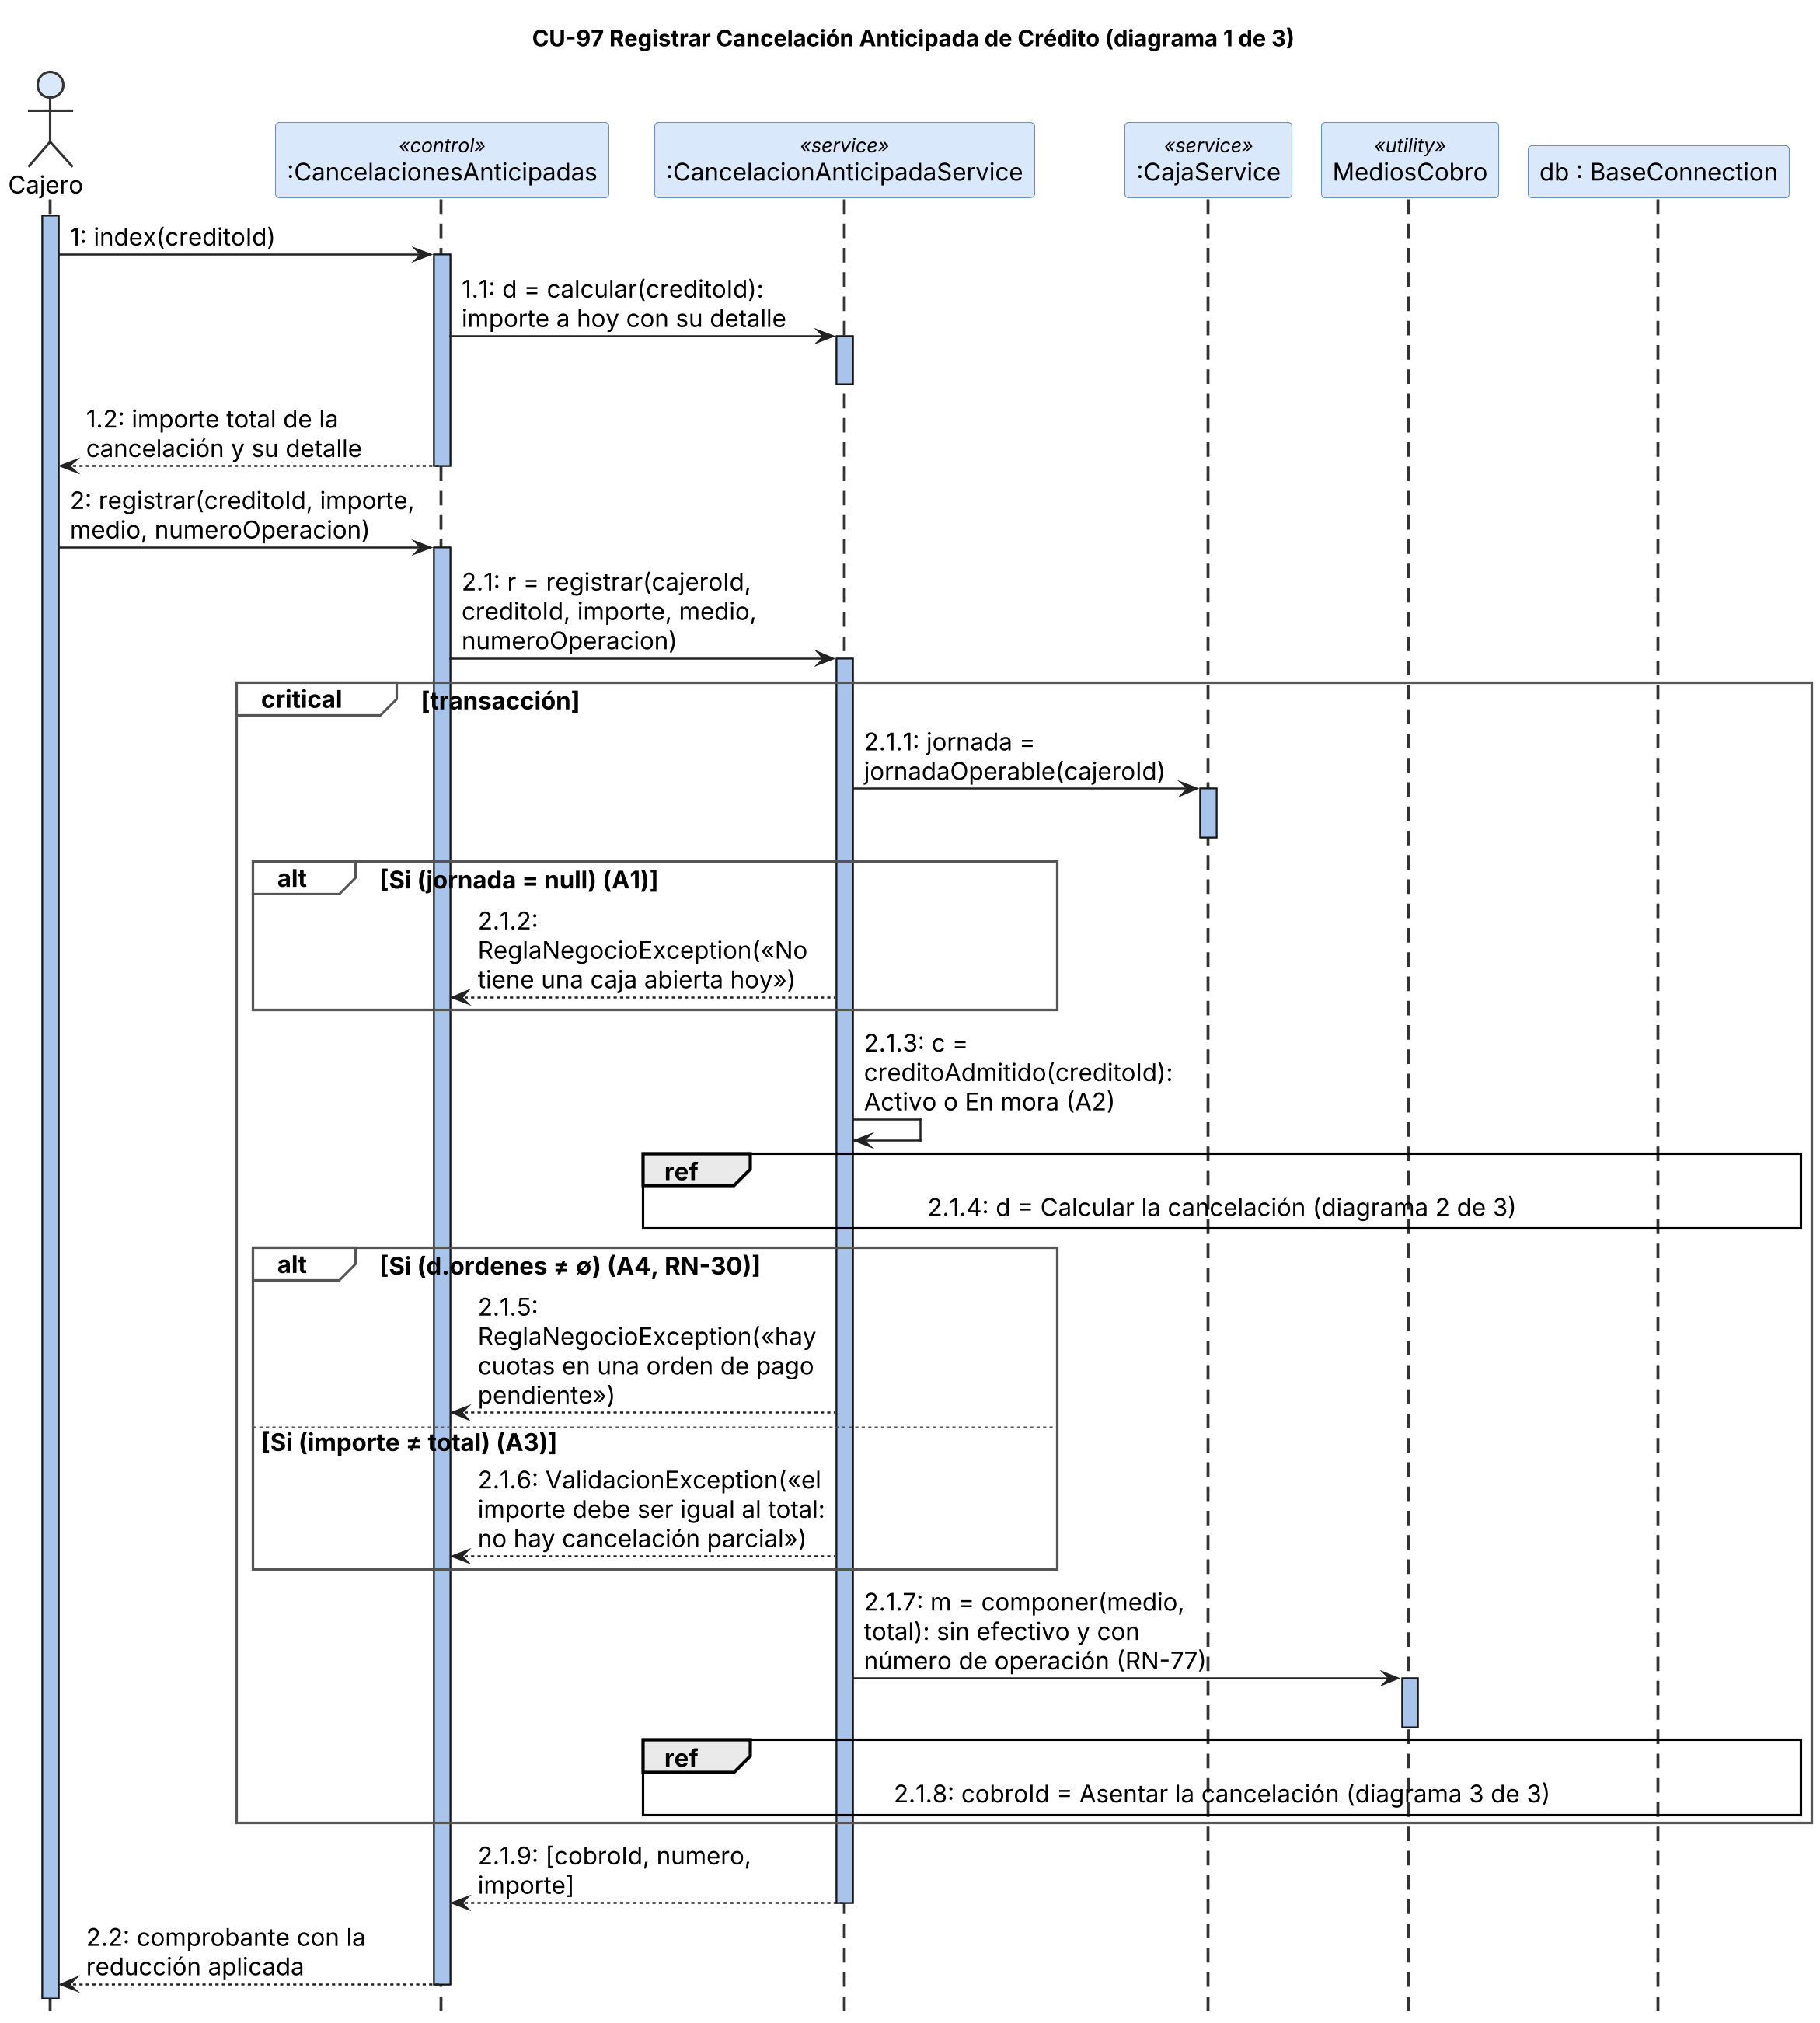 CU-97 Registrar Cancelación Anticipada de Crédito (diagrama 1 de 3)
Cajero
«control»
:CancelacionesAnticipadas
«service»
:CancelacionAnticipadaService
«service»
:CajaService
«utility»
MediosCobro
db : BaseConnection
1: index(creditoId)
1.1: d = calcular(creditoId):
importe a hoy con su detalle
1.2: importe total de la
cancelación y su detalle
2: registrar(creditoId, importe,
medio, numeroOperacion)
2.1: r = registrar(cajeroId,
creditoId, importe, medio,
numeroOperacion)
critical
[transacción]
2.1.1: jornada =
jornadaOperable(cajeroId)
alt
[Si (jornada = null) (A1)]
2.1.2:
ReglaNegocioException(«No
tiene una caja abierta hoy»)
2.1.3: c =
creditoAdmitido(creditoId):
Activo o En mora (A2)
ref
2.1.4: d = Calcular la cancelación (diagrama 2 de 3)
alt
[Si (d.ordenes ≠ ø) (A4, RN-30)]
2.1.5:
ReglaNegocioException(«hay
cuotas en una orden de pago
pendiente»)
[Si (importe ≠ total) (A3)]
2.1.6: ValidacionException(«el
importe debe ser igual al total:
no hay cancelación parcial»)
2.1.7: m = componer(medio,
total): sin efectivo y con
número de operación (RN-77)
ref
2.1.8: cobroId = Asentar la cancelación (diagrama 3 de 3)
2.1.9: [cobroId, numero,
importe]
2.2: comprobante con la
reducción aplicada